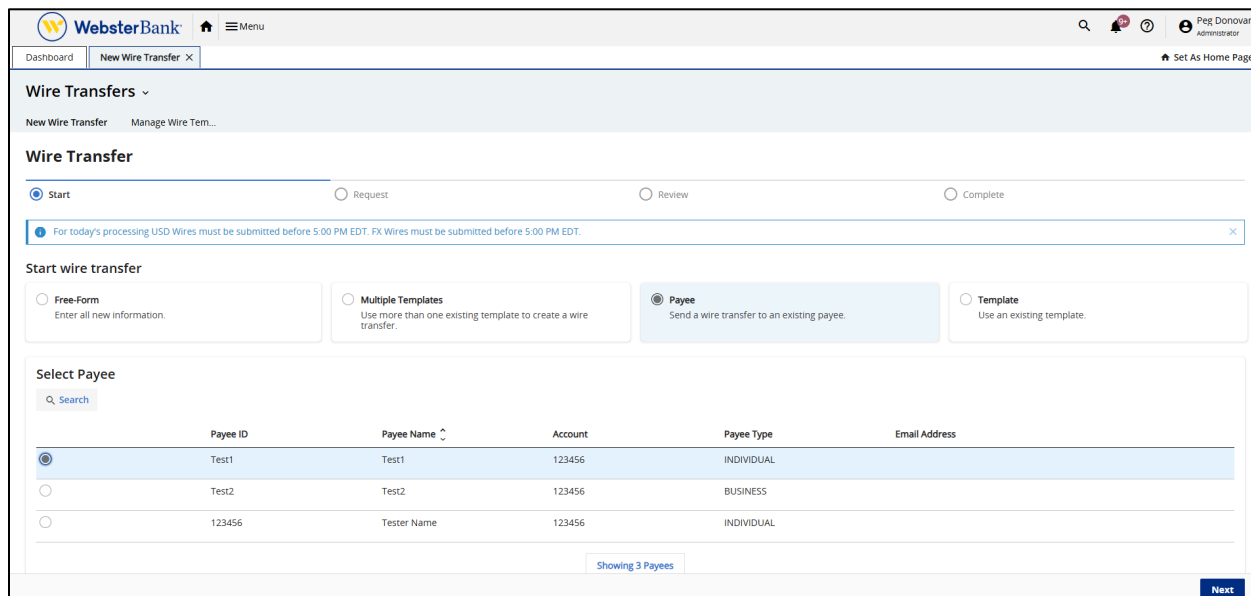 WebsterBank Menu 9+ Peg Donovan
Administrator
Dashboard New Wire Transfer Set As Home Page
Wire Transfers
New Wire Transfer Manage Wire Tem...
Wire Transfer
Start Request Review Complete
For today's processing USD Wires must be submitted before 5:00 PM EDT. FX Wires must be submitted before 5:00 PM EDT.
Start wire transfer
Free-Form
Enter all new information.
Multiple Templates
Use more than one existing template to create a wire
transfer.
Payee
Send a wire transfer to an existing payee.
Template
Use an existing template.
Select Payee
Search
Payee ID Payee Name Account Payee Type Email Address
Test1 Test1 123456 INDIVIDUAL
Test2 Test2 123456 BUSINESS
123456 Tester Name 123456 INDIVIDUAL
Showing 3 Payees
Next